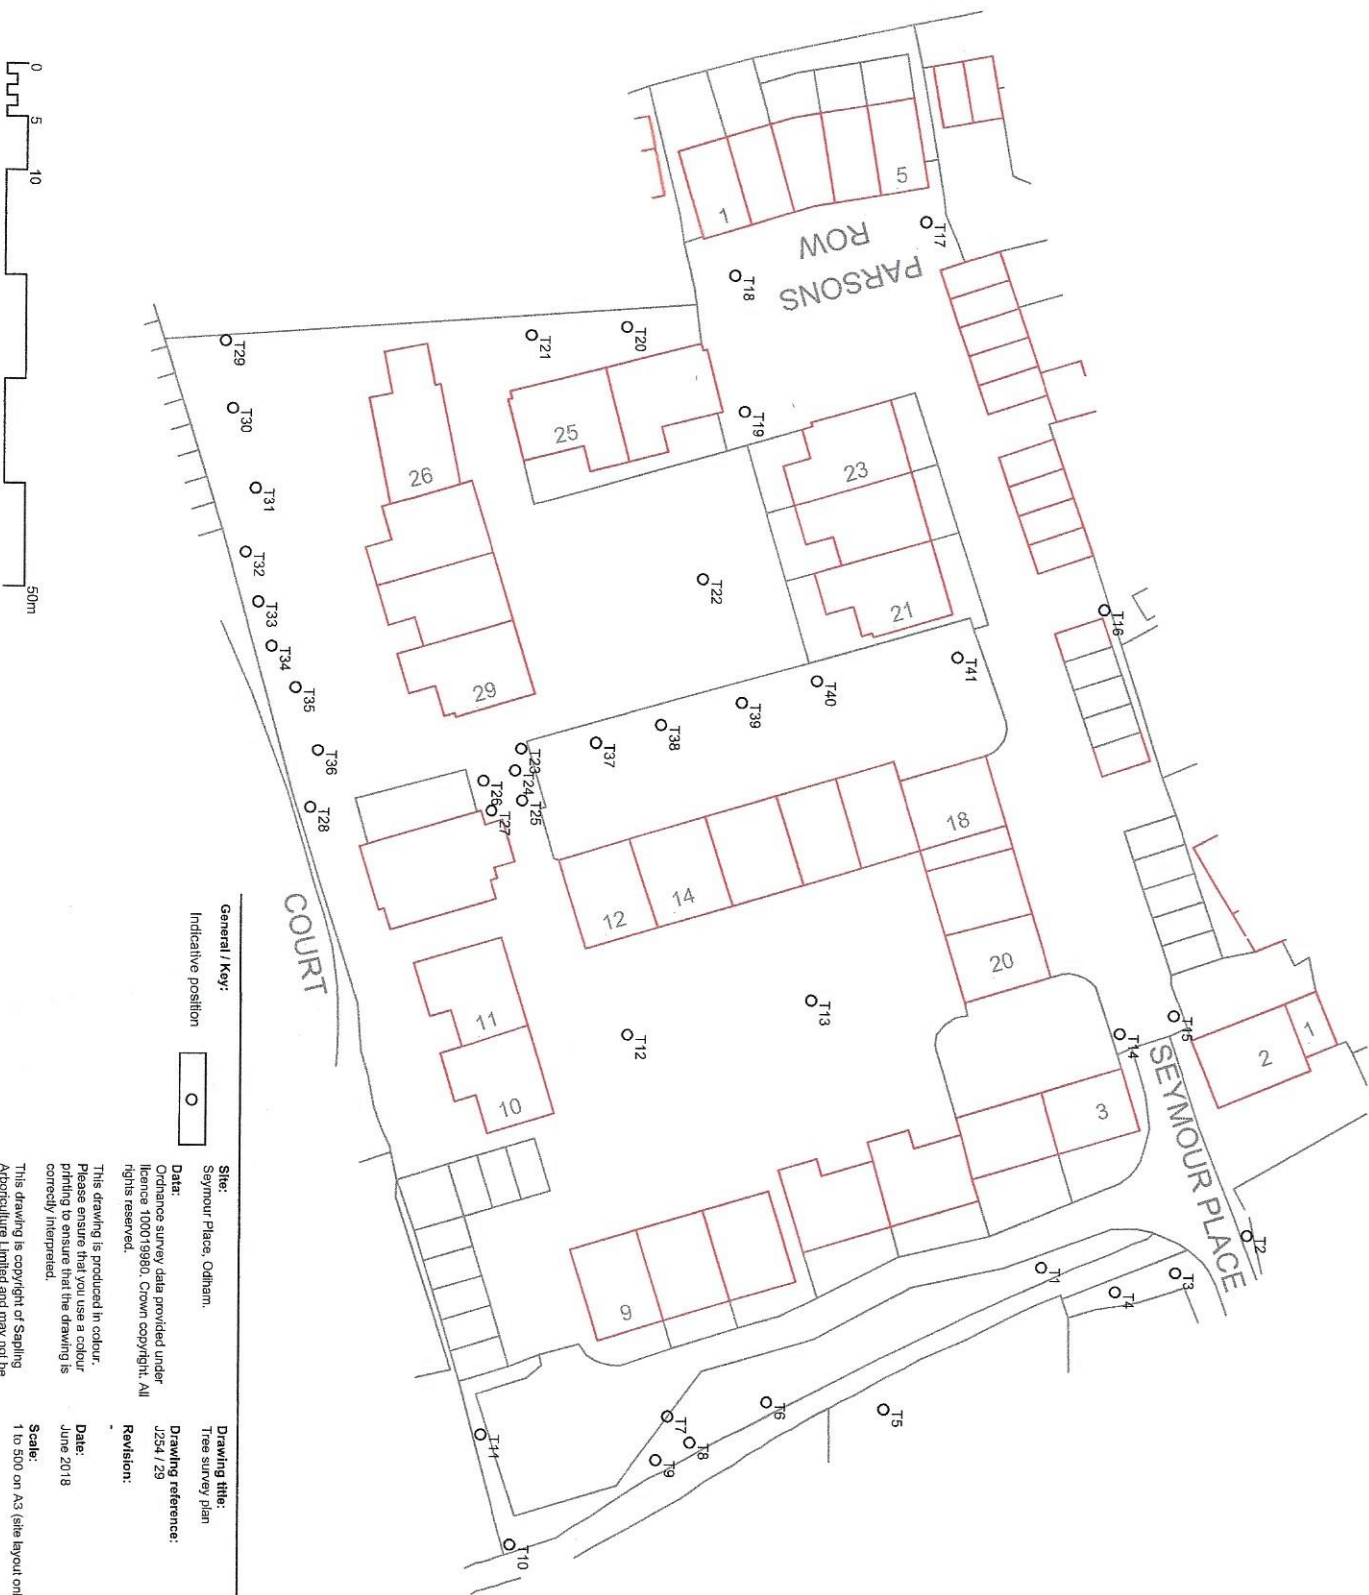 T17
5
1
PARSONS
ROW
T18
T20
T21
T19
T29
T30
T31
T32
T33
T34
T35
T36
T28
25
26
29
23
21
T22
T16
T41
T40
T39
T38
T37
T23
T24
T25
T26
T27
18
20
14
12
11
10
COURT
T13
T12
T15
T14
1
2
3
SEYMOUR PLACE
T2
T3
T4
T1
T5
T6
T7
T8
T9
T11
T10
9
0
5
10
50m
General / Key:
Indicative position
Site:
Seymour Place, Odiham.
Data:
Ordnance survey data provided under
licence 100019980. Crown copyright. All
rights reserved.
This drawing is produced in colour.
Please ensure that you use a colour
printing to ensure that the drawing is
correctly interpreted.
This drawing is copyright of Sapling
Arboriculture Limited and may not be
Drawing title:
Tree survey plan
Drawing reference:
J254 / 29
Revision:
-
Date:
June 2018
Scale:
1 to 500 on A3 (site layout onl